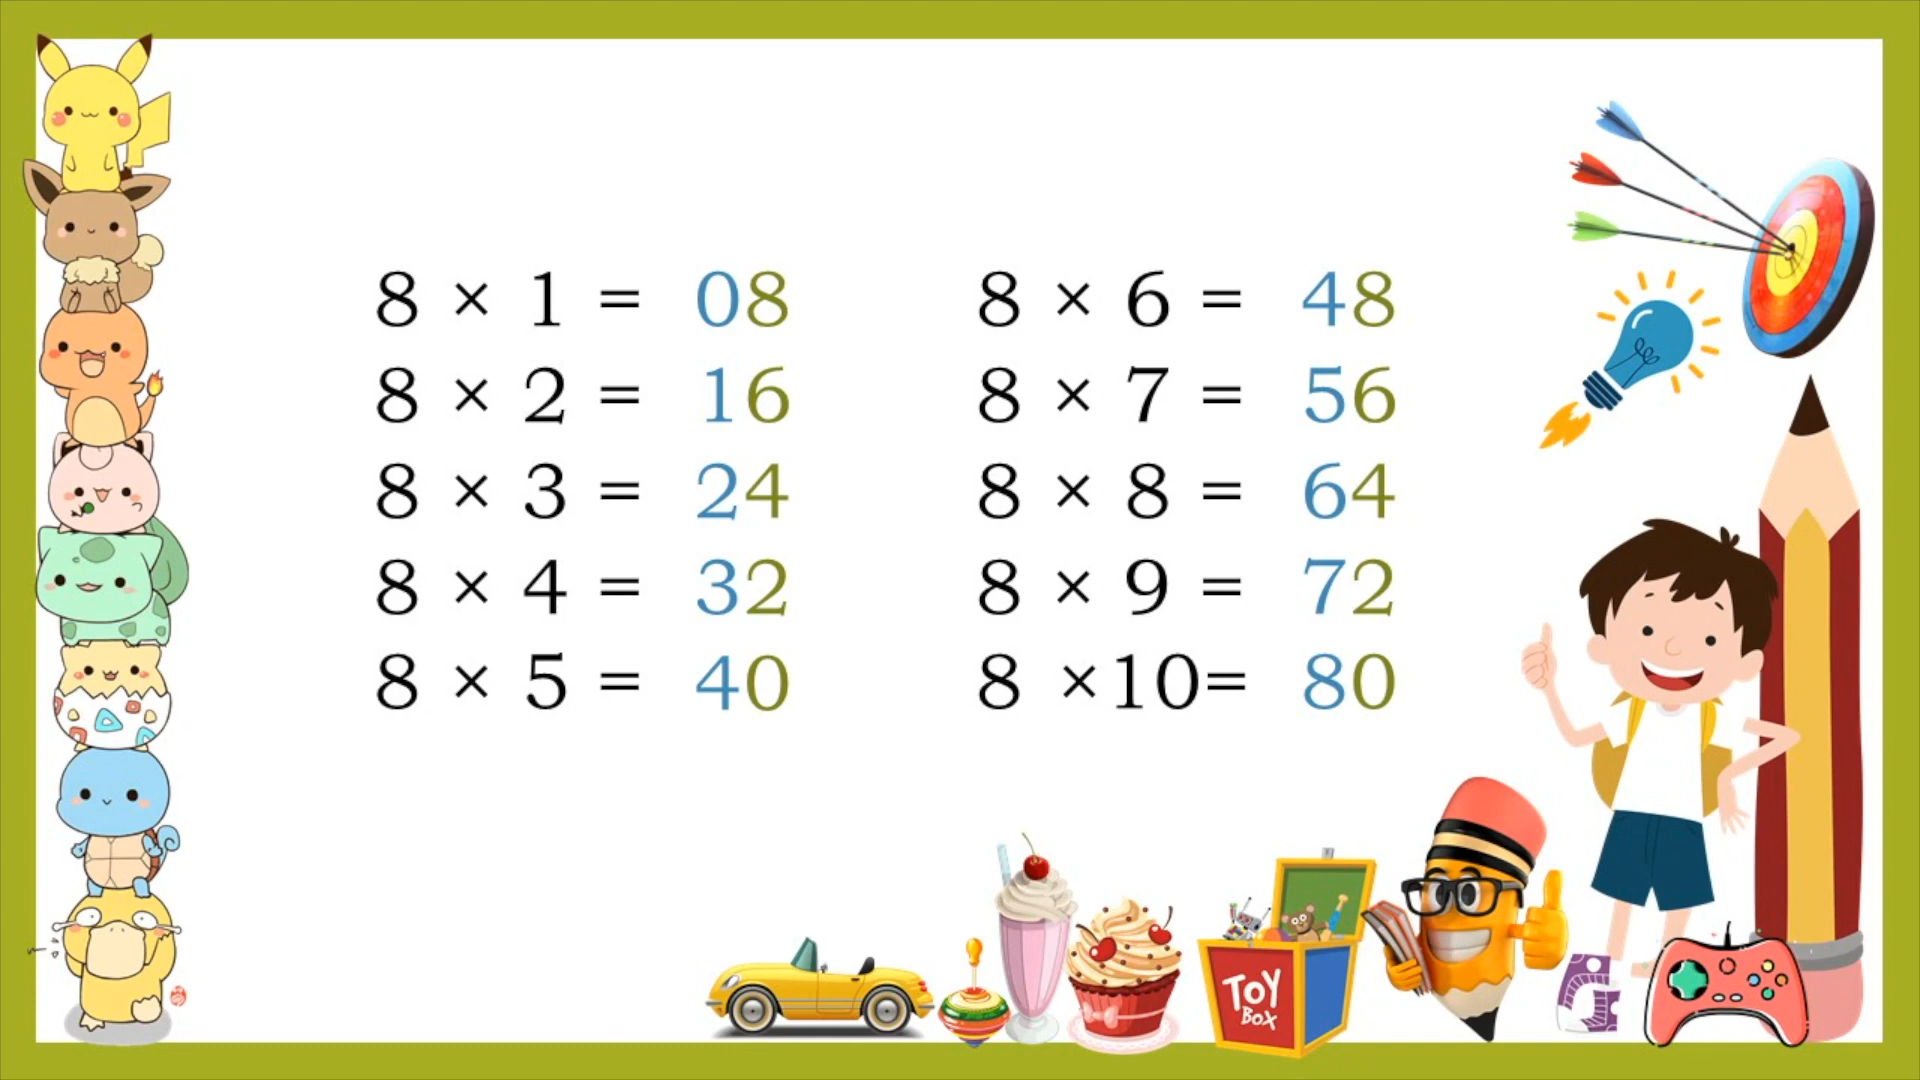 8 × 1 = 08
8 × 2 = 16
8 × 3 = 24
8 × 4 = 32
8 × 5 = 40
8 × 6 = 48
8 × 7 = 56
8 × 8 = 64
8 × 9 = 72
8 ×10= 80
TOY
BOX